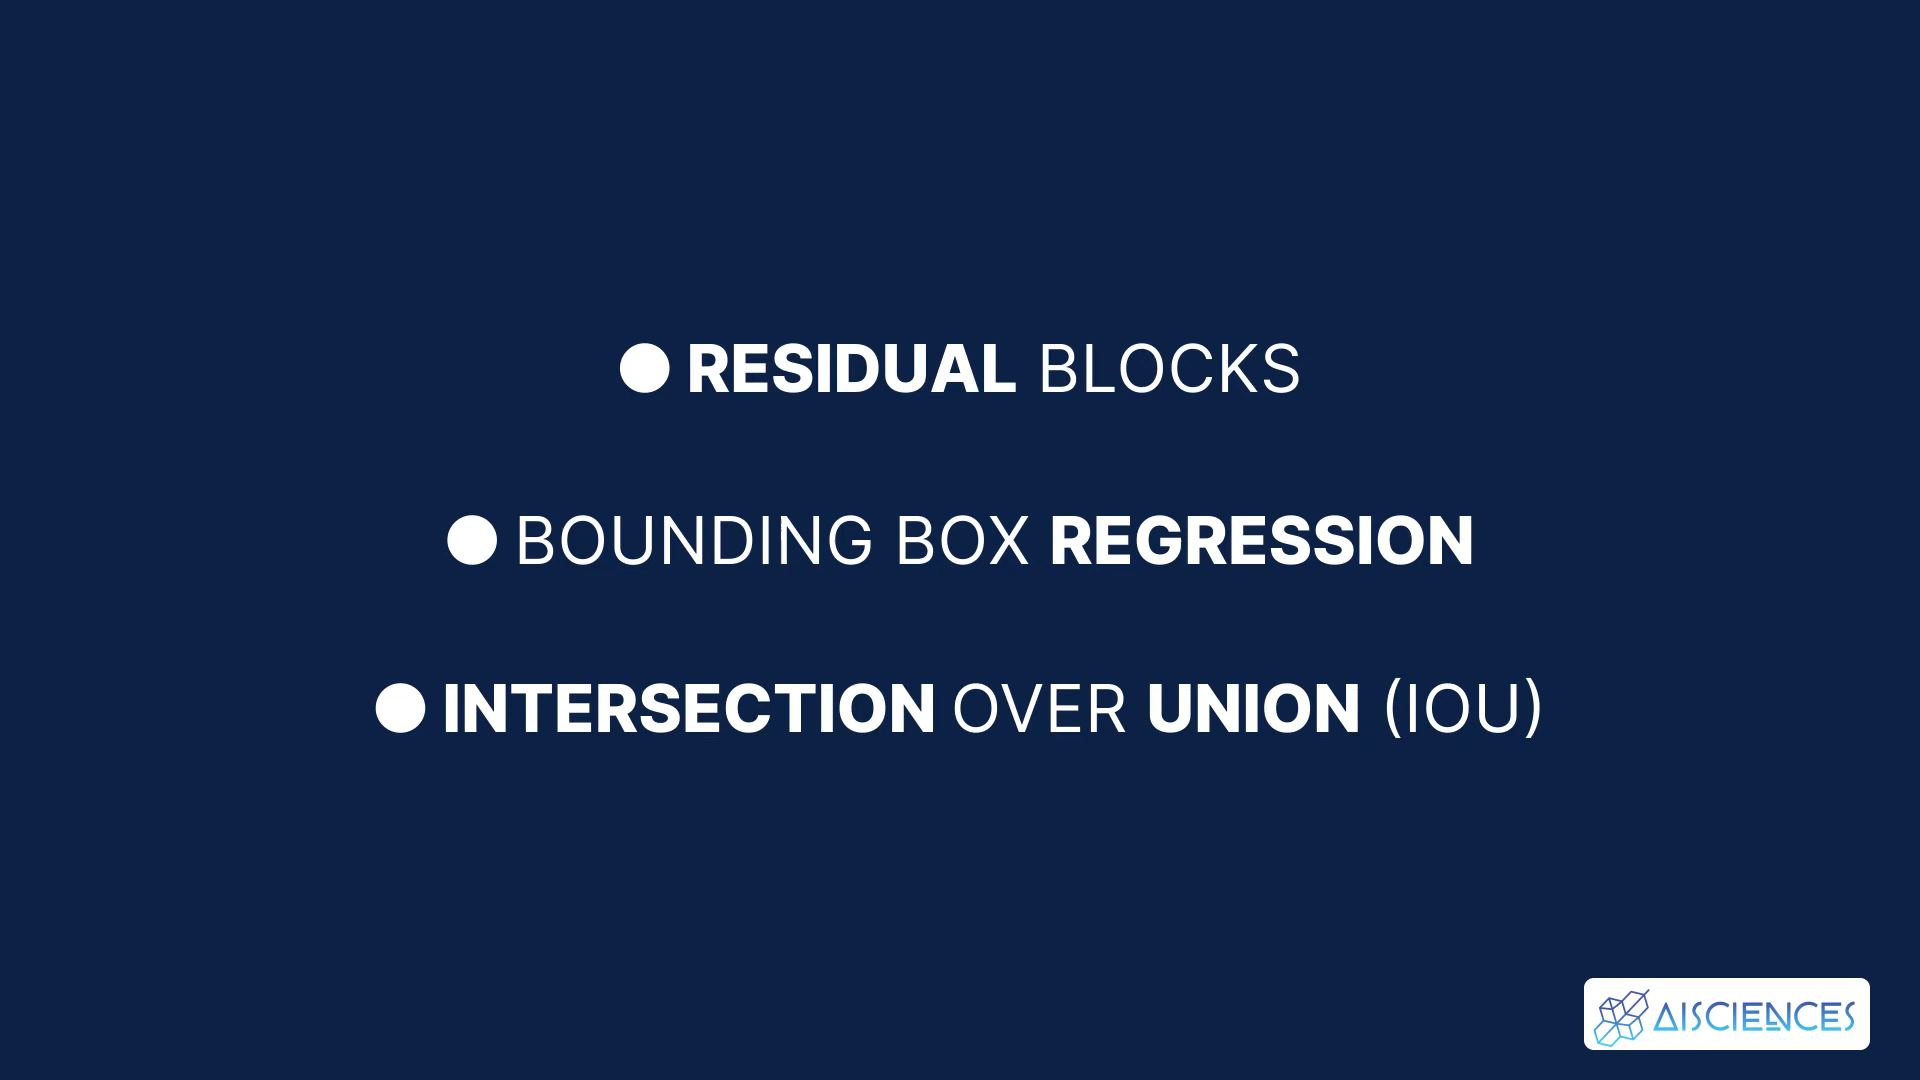 ● RESIDUAL BLOCKS
● BOUNDING BOX REGRESSION
● INTERSECTION OVER UNION (IOU)
AISCIENCES